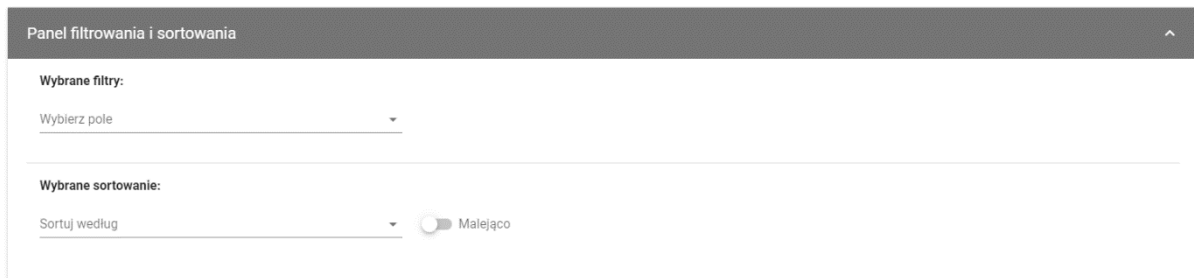 Panel filtrowania i sortowania
Wybrane filtry:
Wybierz pole
Wybrane sortowanie:
Sortuj według
Malejąco